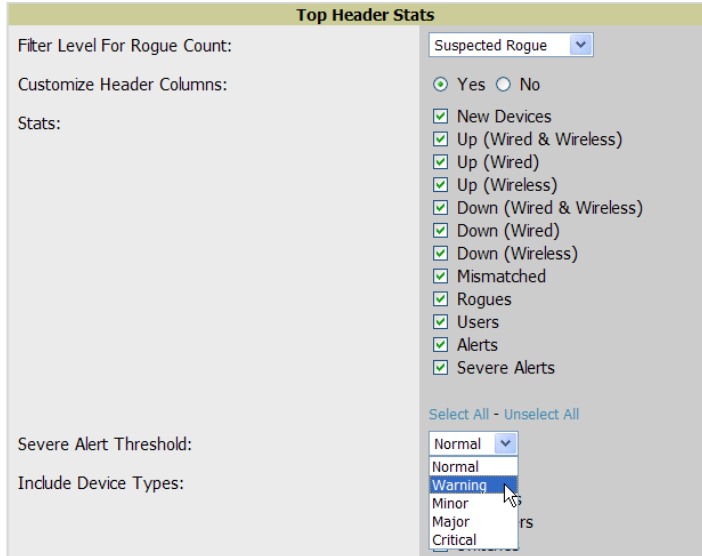 Top Header Stats
Filter Level For Rogue Count: Suspected Rogue
Customize Header Columns: Yes No
Stats: New Devices
Up (Wired & Wireless)
Up (Wired)
Up (Wireless)
Down (Wired & Wireless)
Down (Wired)
Down (Wireless)
Mismatched
Rogues
Users
Alerts
Severe Alerts
Select All - Unselect All
Severe Alert Threshold: Normal
Normal
Include Device Types: Warning
Minor
Major
Critical